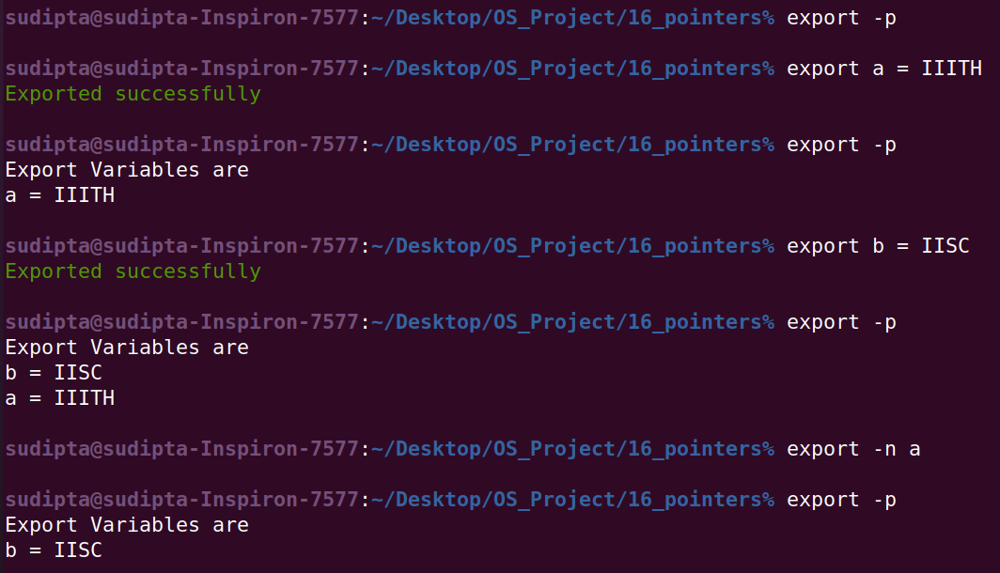 sudipta@sudipta-Inspiron-7577:~/Desktop/OS_Project/16_pointers% export -p
sudipta@sudipta-Inspiron-7577:~/Desktop/OS_Project/16_pointers% export a = IIITH
Exported successfully
sudipta@sudipta-Inspiron-7577:~/Desktop/OS_Project/16_pointers% export -p
Export Variables are
a = IIITH
sudipta@sudipta-Inspiron-7577:~/Desktop/OS_Project/16_pointers% export b = IISC
Exported successfully
sudipta@sudipta-Inspiron-7577:~/Desktop/OS_Project/16_pointers% export -p
Export Variables are
b = IISC
a = IIITH
sudipta@sudipta-Inspiron-7577:~/Desktop/OS_Project/16_pointers% export -n a
sudipta@sudipta-Inspiron-7577:~/Desktop/OS_Project/16_pointers% export -p
Export Variables are
b = IISC